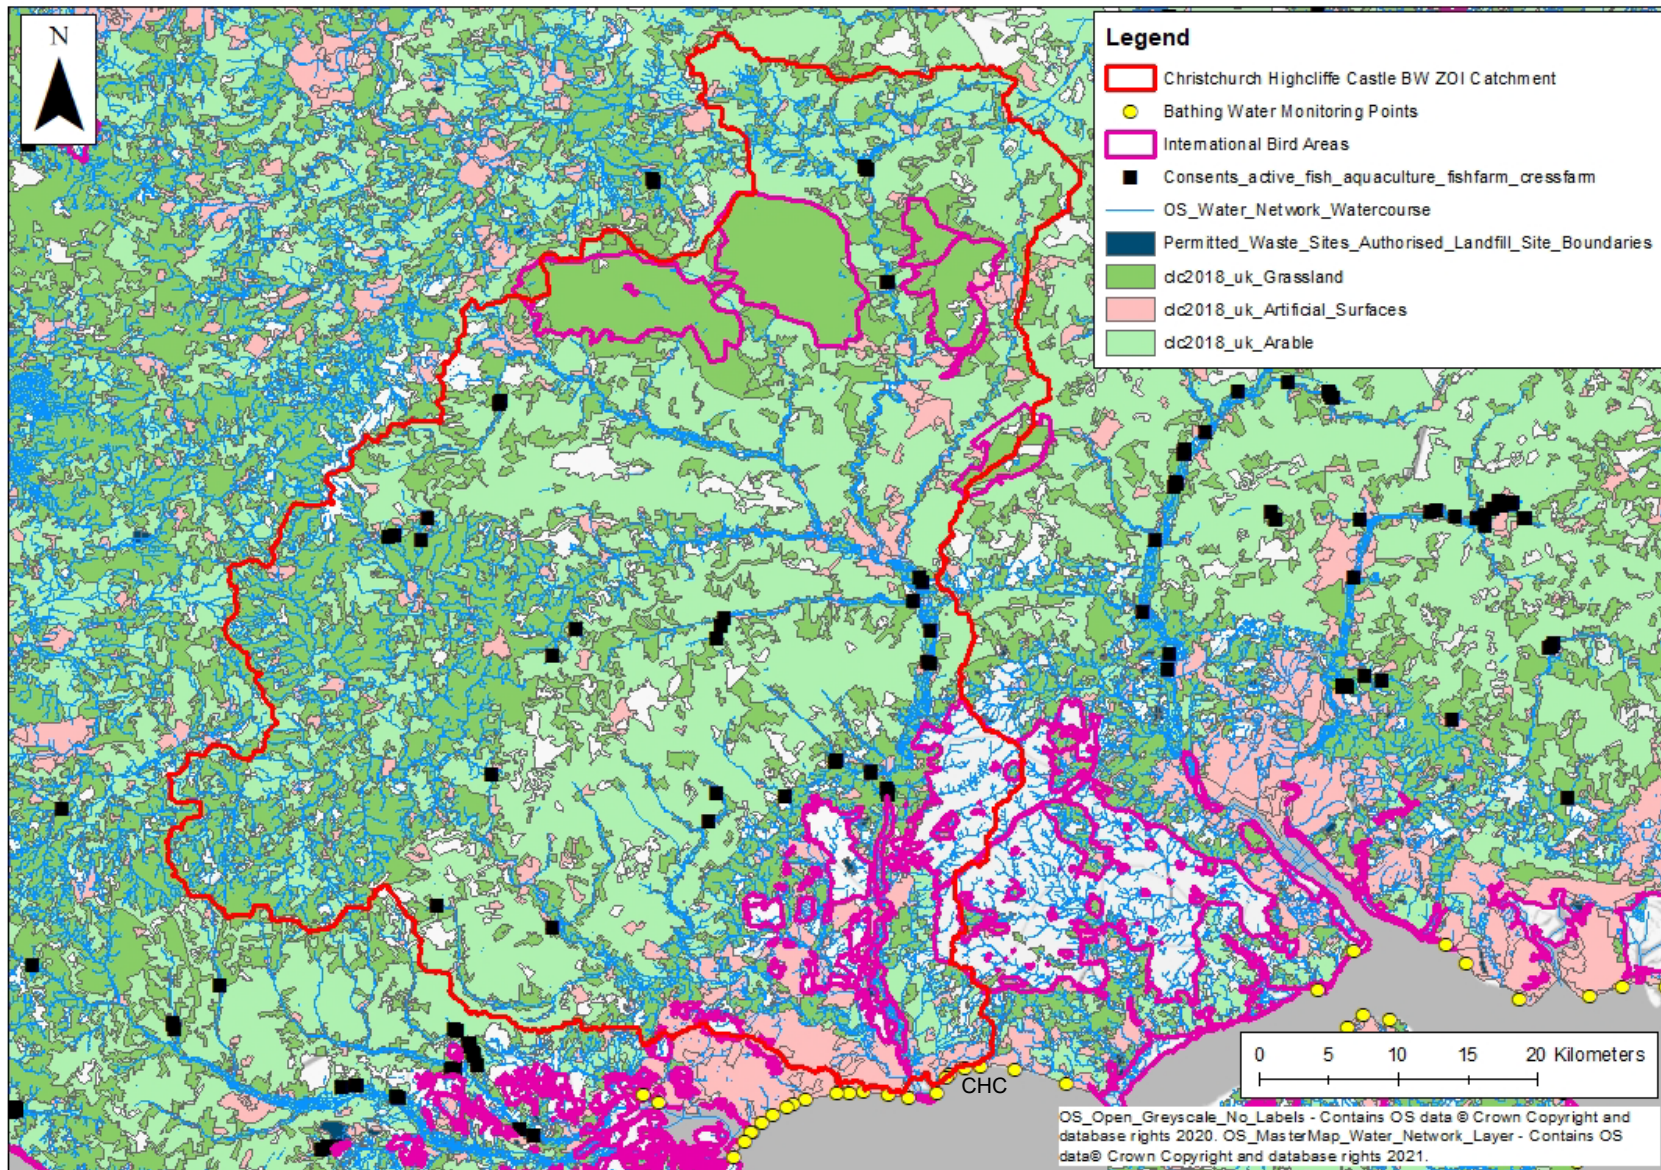 N
Legend
Christchurch Highcliffe Castle BW ZOI Catchment
Bathing Water Monitoring Points
International Bird Areas
Consents_active_fish_aquaculture_fishfarm_cressfarm
OS_Water_Network_Watercourse
Permitted_Waste_Sites_Authorised_Landfill_Site_Boundaries
clc2018_uk_Grassland
clc2018_uk_Artificial_Surfaces
clc2018_uk_Arable
0 5 10 15 20 Kilometers
CHC
OS_Open_Greyscale_No_Labels - Contains OS data © Crown Copyright and
database rights 2020. OS_MasterMap_Water_Network_Layer - Contains OS
data© Crown Copyright and database rights 2021.